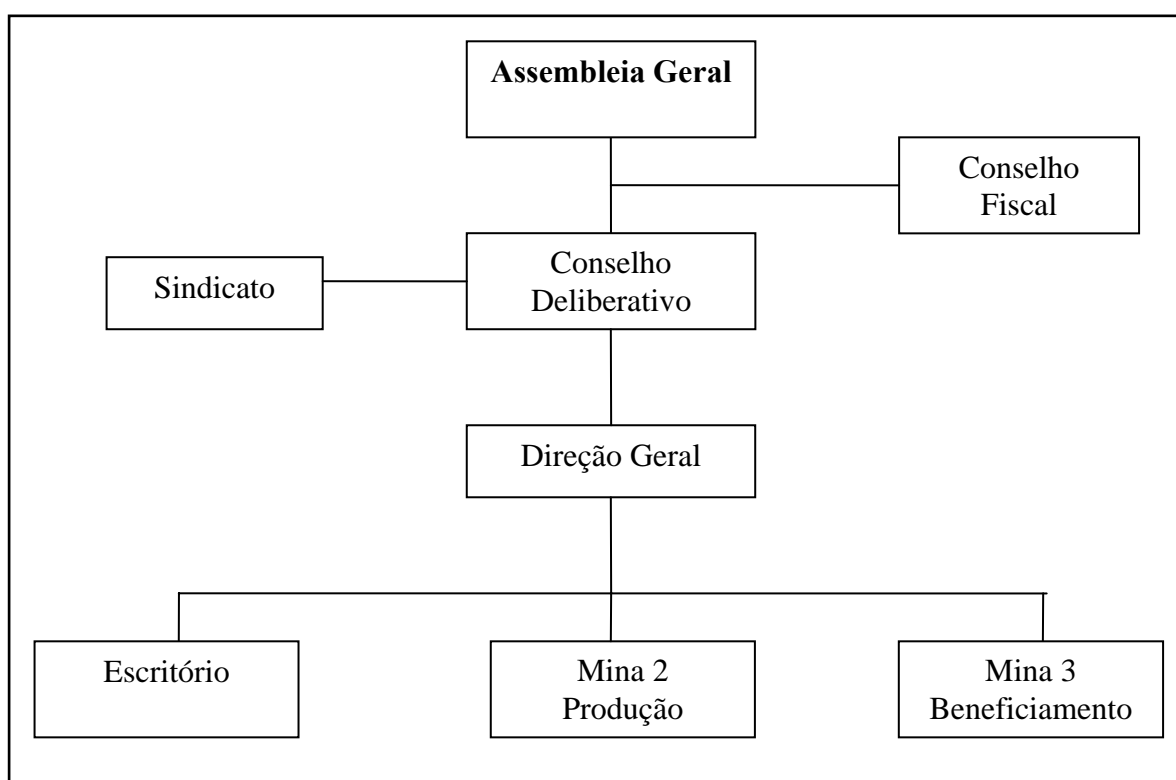 Assembleia Geral
Conselho
Fiscal
Sindicato
Conselho
Deliberativo
Direção Geral
Escritório
Mina 2
Produção
Mina 3
Beneficiamento